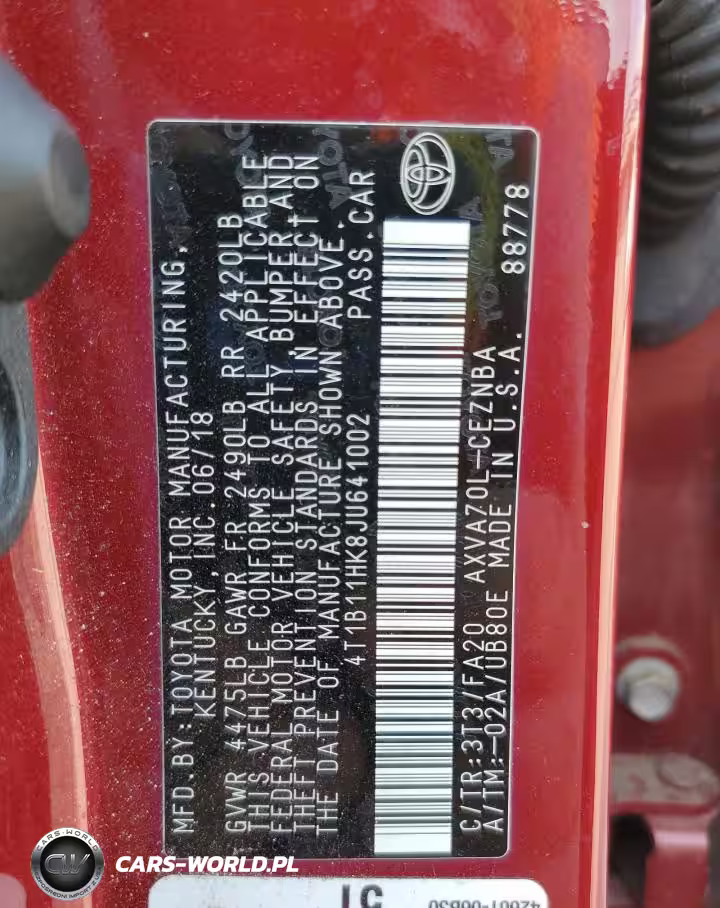 MFD.BY:TOYOTA MOTOR MANUFACTURING,
KENTUCKY, INC.06/18
GVWR 4475LB GAWR FR 2490LB RR 2420LB
THIS VEHICLE CONFORMS TO ALL APPLICABLE
FEDERAL MOTOR VEHICLE SAFETY, BUMPER AND
THEFT PREVENTION STANDARDS IN EFFECT ON
THE DATE OF MANUFACTURE SHOWN ABOVE.
4T1B11HK8JU641002 PASS.CAR
C/TR:3T3/FA20 AXVA70L-CEZNBA
A/TM:-02A/UB80E MADE IN U.S.A. 88778
CARS-WORLD
CW
CARS-WORLD.PL